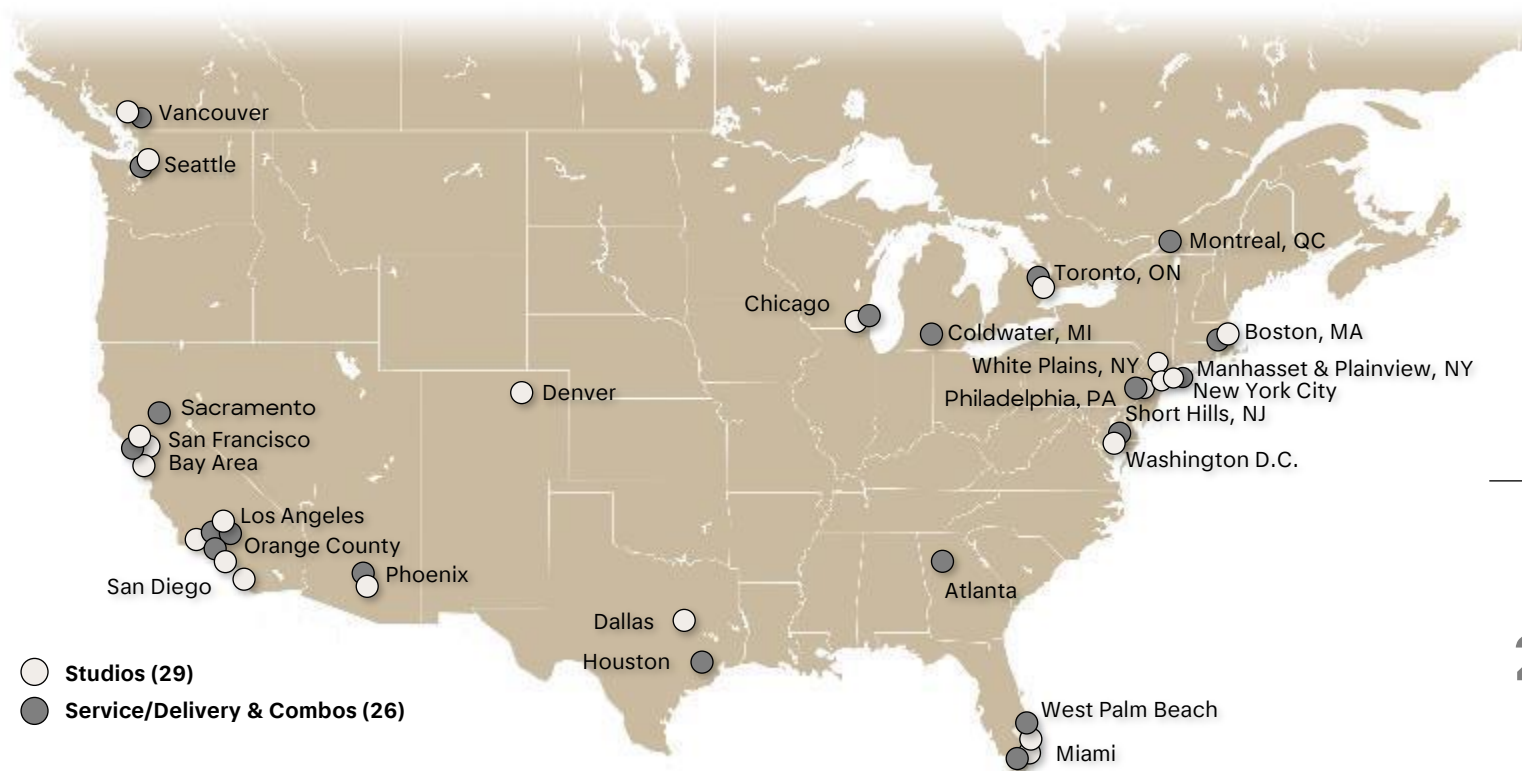 Vancouver
Seattle
Montreal, QC
Toronto, ON
Chicago
Coldwater, MI
Boston, MA
White Plains, NY
Manhasset & Plainview, NY
New York City
Philadelphia, PA
Short Hills, NJ
Denver
Sacramento
San Francisco
Bay Area
Washington D.C.
Los Angeles
Orange County
San Diego
Phoenix
Atlanta
Dallas
Houston
Studios (29)
Service/Delivery & Combos (26)
West Palm Beach
Miami